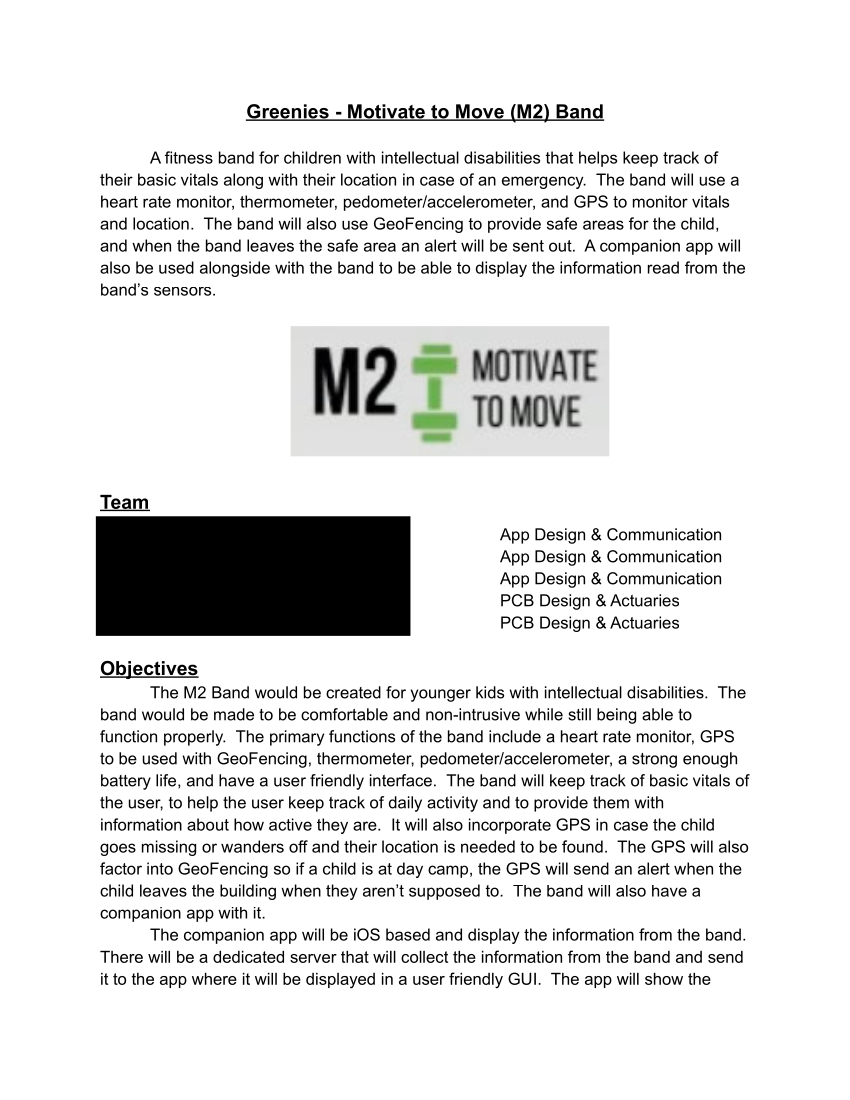 Greenies - Motivate to Move (M2) Band
A fitness band for children with intellectual disabilities that helps keep track of
their basic vitals along with their location in case of an emergency.  The band will use a
heart rate monitor, thermometer, pedometer/accelerometer, and GPS to monitor vitals
and location.  The band will also use GeoFencing to provide safe areas for the child,
and when the band leaves the safe area an alert will be sent out.  A companion app will
also be used alongside with the band to be able to display the information read from the
band’s sensors.
M2 MOTIVATE
TO MOVE
Team
App Design & Communication
App Design & Communication
App Design & Communication
PCB Design & Actuaries
PCB Design & Actuaries
Objectives
The M2 Band would be created for younger kids with intellectual disabilities.  The
band would be made to be comfortable and non-intrusive while still being able to
function properly.  The primary functions of the band include a heart rate monitor, GPS
to be used with GeoFencing, thermometer, pedometer/accelerometer, a strong enough
battery life, and have a user friendly interface.  The band will keep track of basic vitals of
the user, to help the user keep track of daily activity and to provide them with
information about how active they are.  It will also incorporate GPS in case the child
goes missing or wanders off and their location is needed to be found.  The GPS will also
factor into GeoFencing so if a child is at day camp, the GPS will send an alert when the
child leaves the building when they aren’t supposed to.  The band will also have a
companion app with it.
The companion app will be iOS based and display the information from the band.
There will be a dedicated server that will collect the information from the band and send
it to the app where it will be displayed in a user friendly GUI.  The app will show the